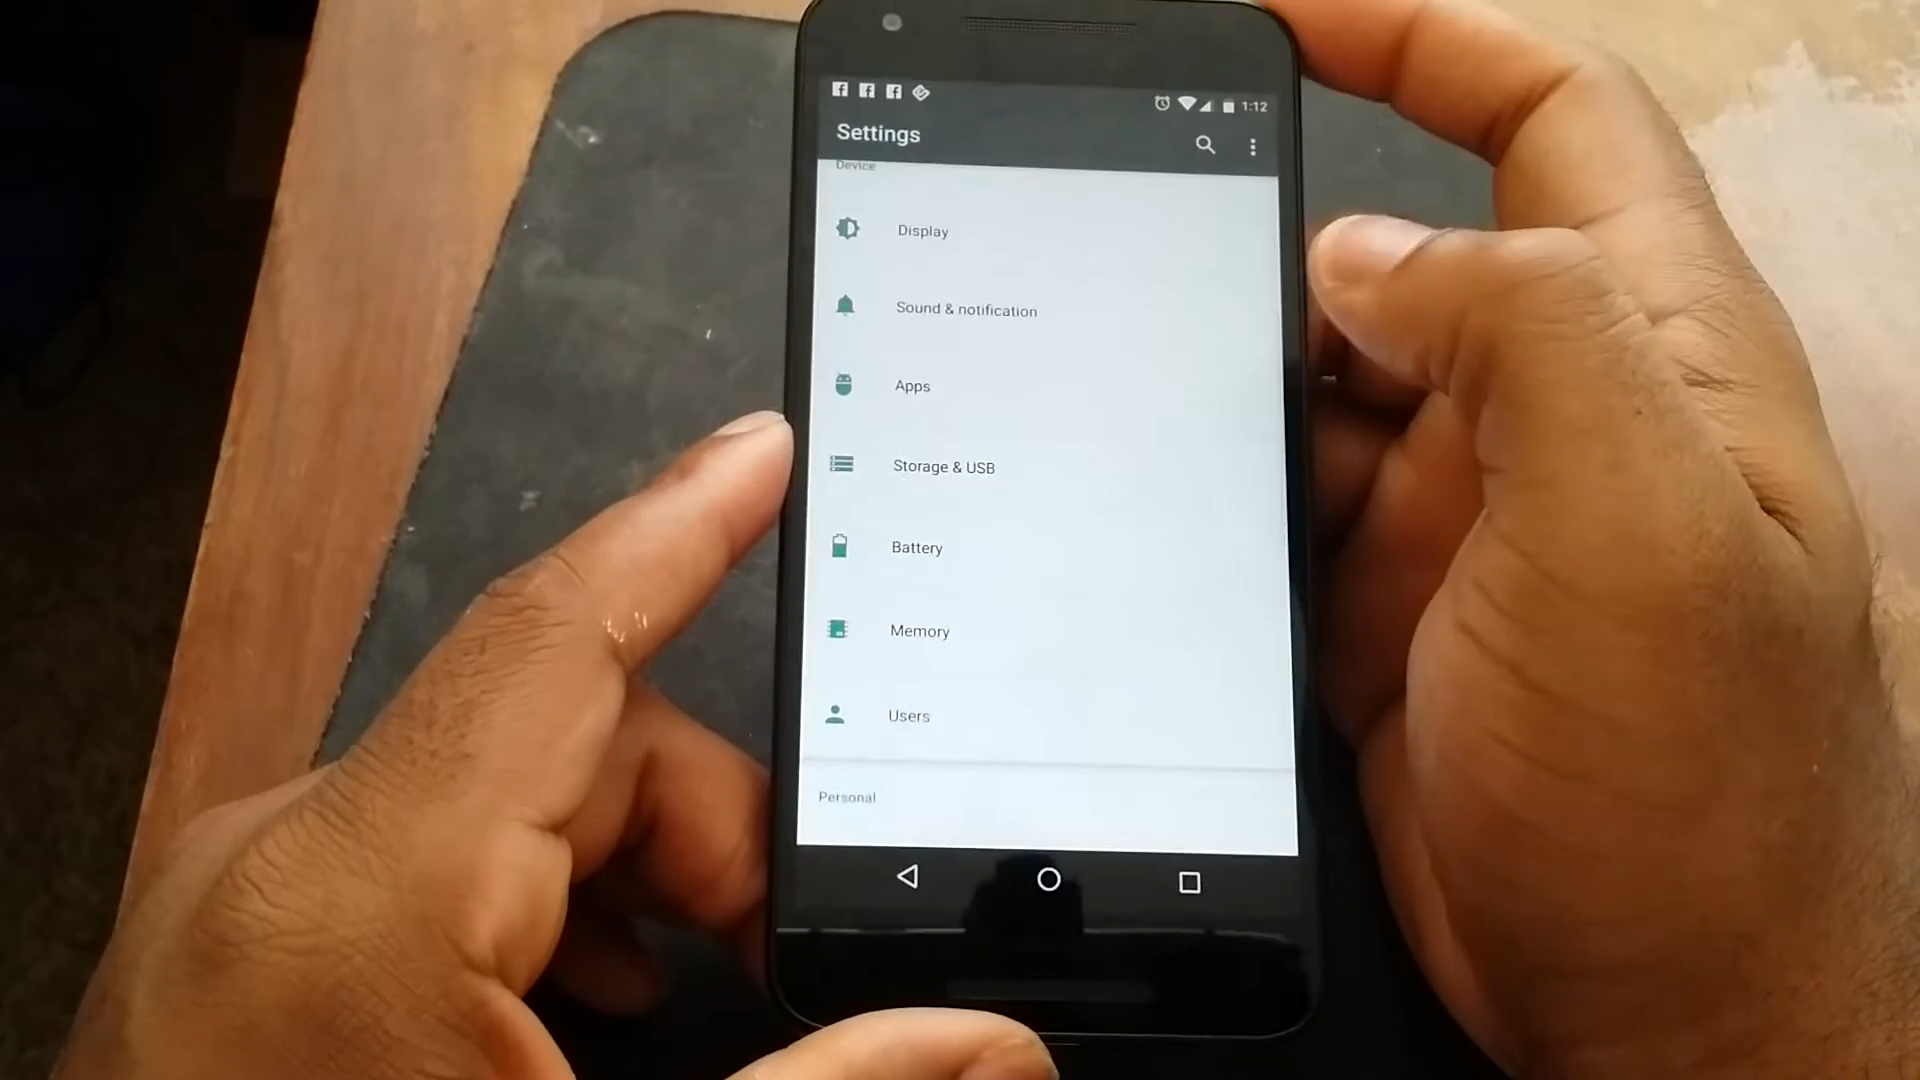 1:12
Settings
Device
Display
Sound & notification
Apps
Storage & USB
Battery
Memory
Users
Personal